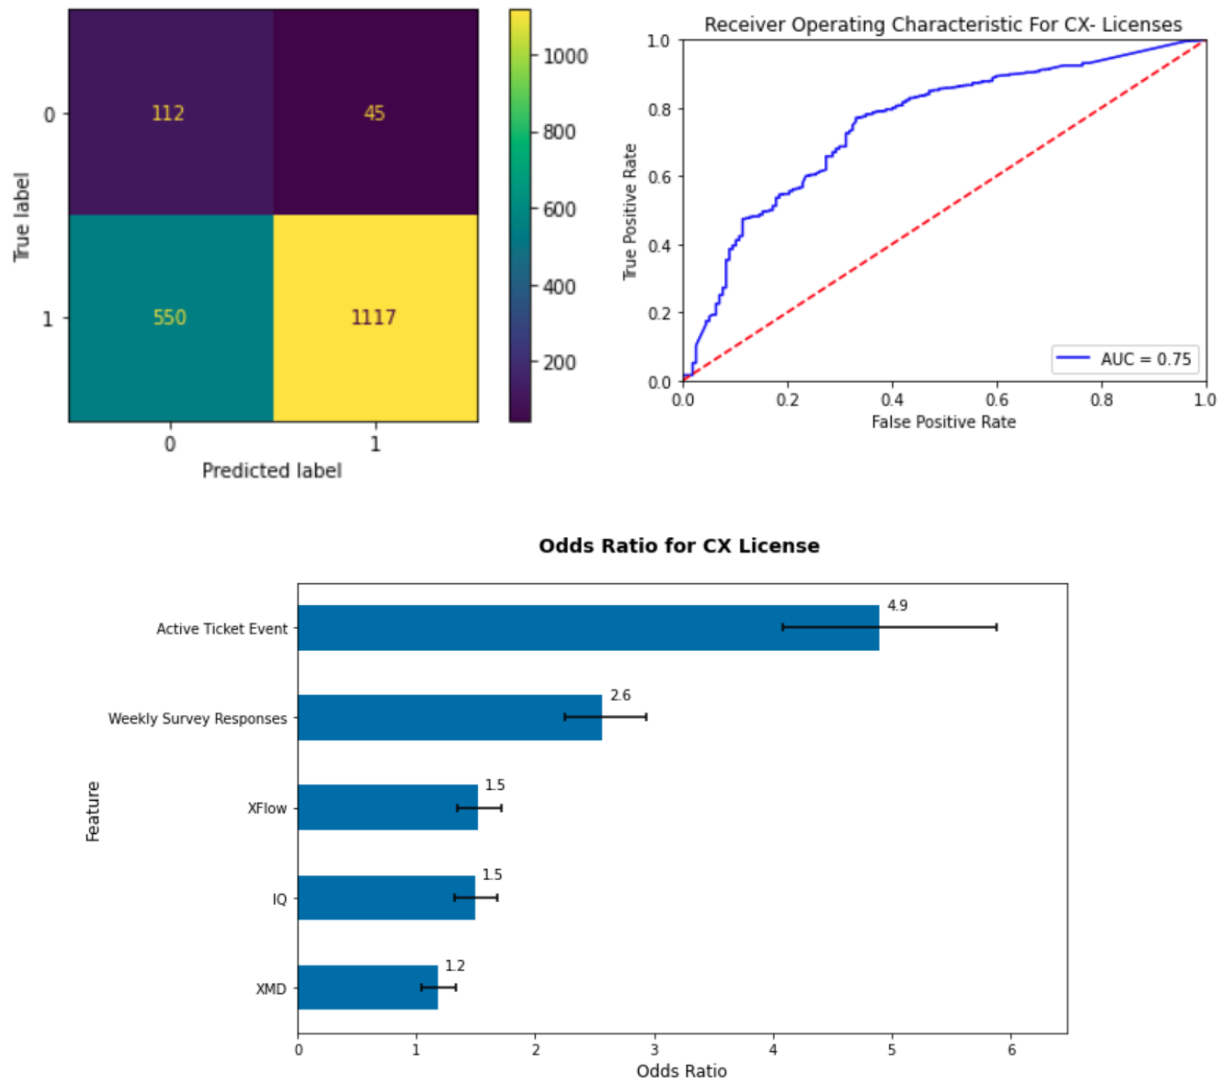 0
112
45
1
550
1117
0
1
True label
Predicted label
1000
800
600
400
200
Receiver Operating Characteristic For CX- Licenses
1.0
0.8
0.6
0.4
0.2
0.0
True Positive Rate
AUC = 0.75
0.0
0.2
0.4
0.6
0.8
1.0
False Positive Rate
Odds Ratio for CX License
Feature
Active Ticket Event
4.9
Weekly Survey Responses
2.6
XFlow
1.5
IQ
1.5
XMD
1.2
0
1
2
3
4
5
6
Odds Ratio